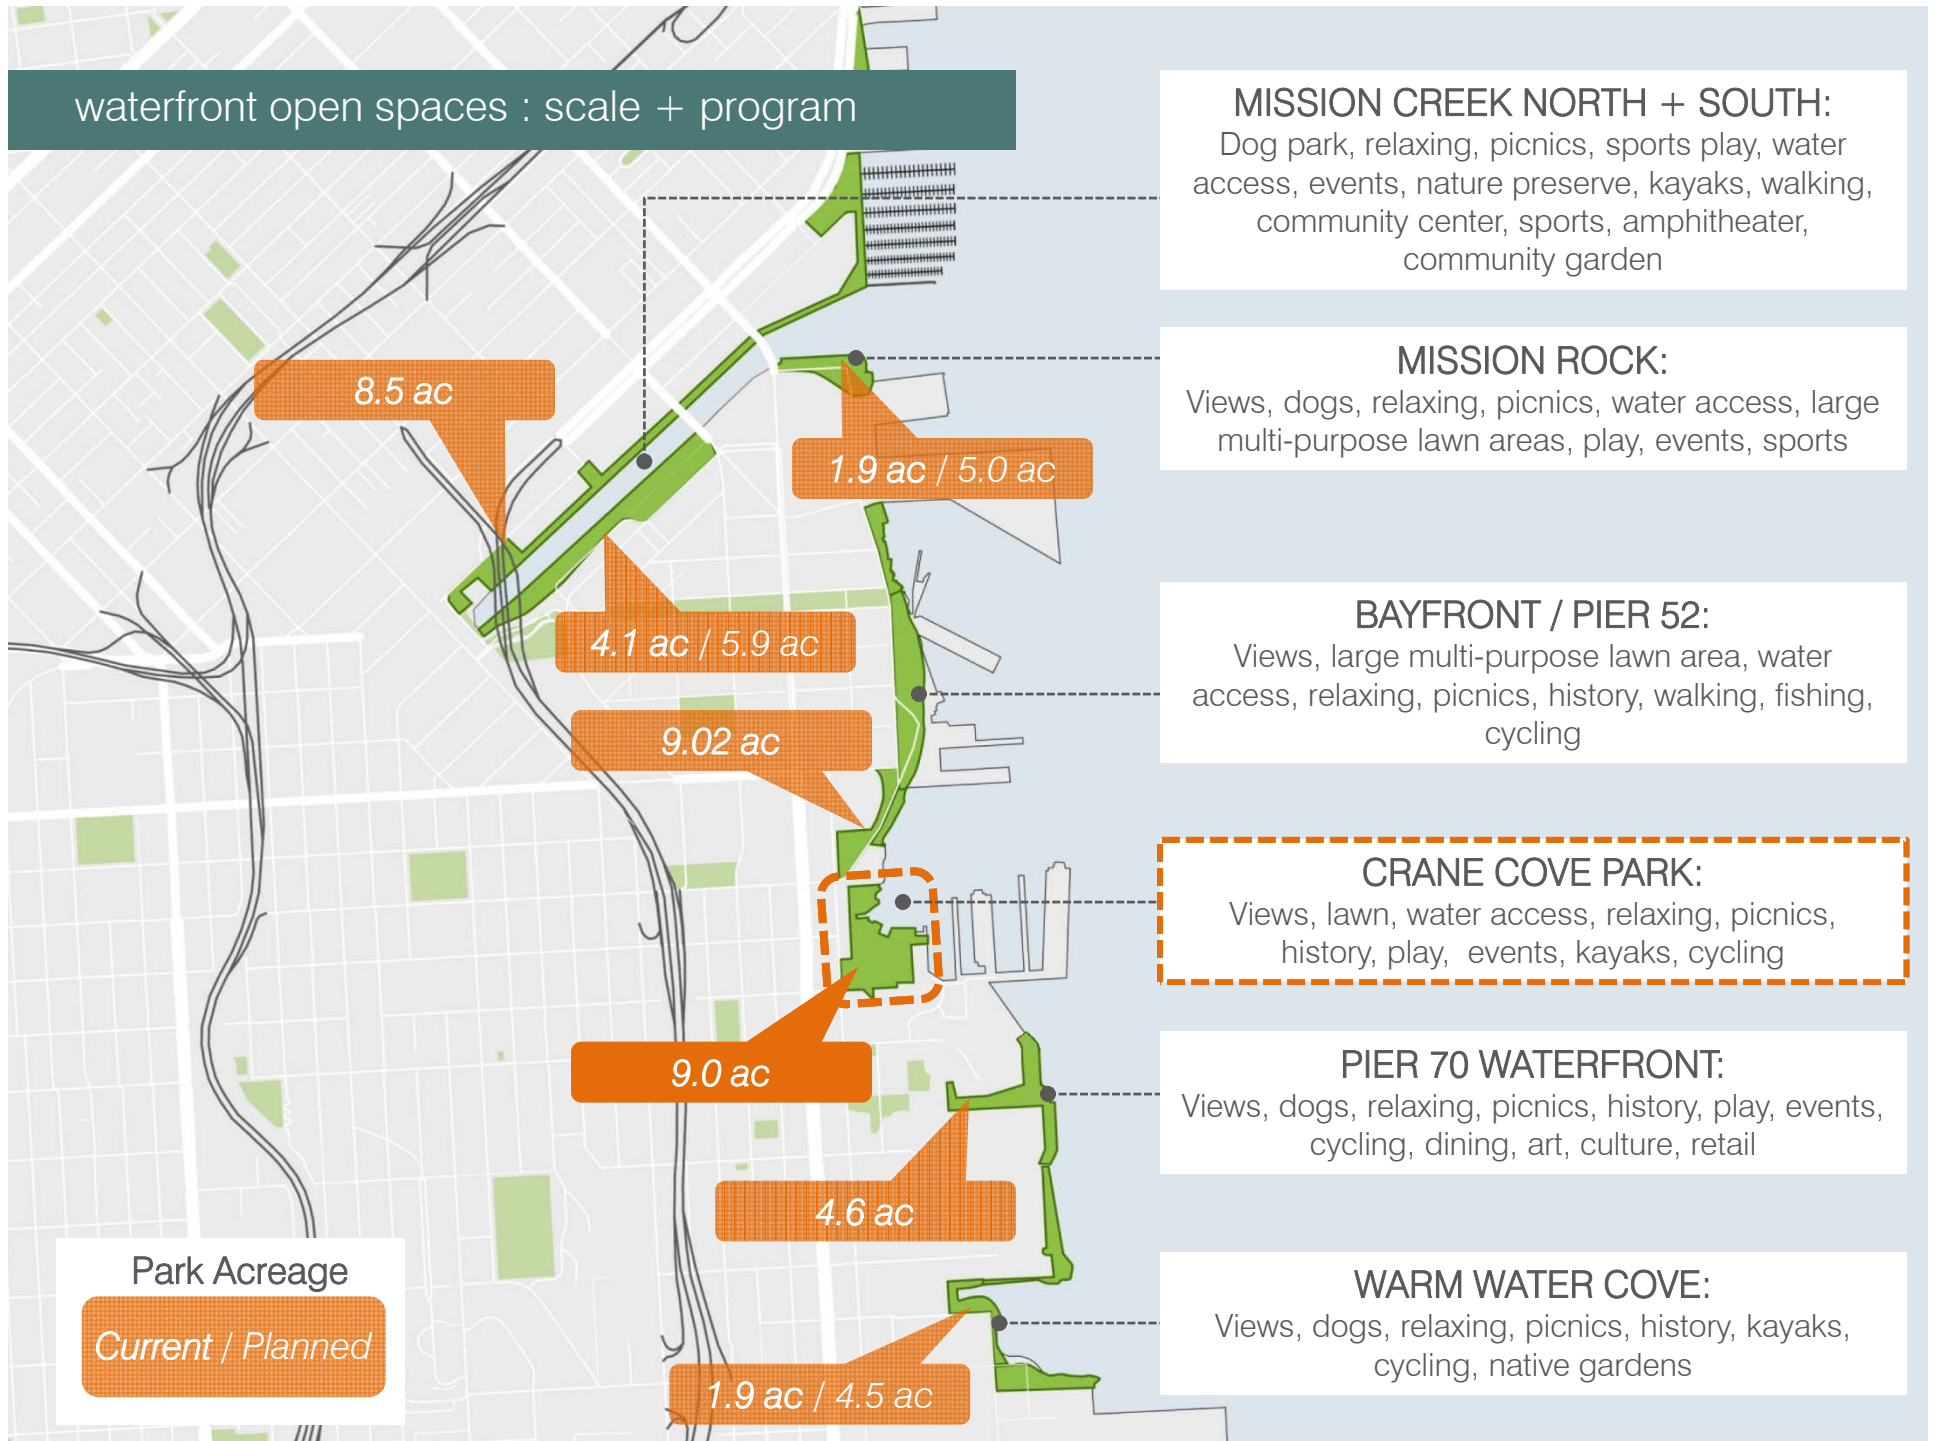 waterfront open spaces : scale + program
MISSION CREEK NORTH + SOUTH:
Dog park, relaxing, picnics, sports play, water
access, events, nature preserve, kayaks, walking,
community center, sports, amphitheater,
community garden
MISSION ROCK:
Views, dogs, relaxing, picnics, water access, large
multi-purpose lawn areas, play, events, sports
8.5 ac
1.9 ac / 5.0 ac
4.1 ac / 5.9 ac
BAYFRONT / PIER 52:
Views, large multi-purpose lawn area, water
access, relaxing, picnics, history, walking, fishing,
cycling
9.02 ac
CRANE COVE PARK:
Views, lawn, water access, relaxing, picnics,
history, play,  events, kayaks, cycling
9.0 ac
PIER 70 WATERFRONT:
Views, dogs, relaxing, picnics, history, play, events,
cycling, dining, art, culture, retail
4.6 ac
WARM WATER COVE:
Views, dogs, relaxing, picnics, history, kayaks,
cycling, native gardens
1.9 ac / 4.5 ac
Park Acreage
Current / Planned